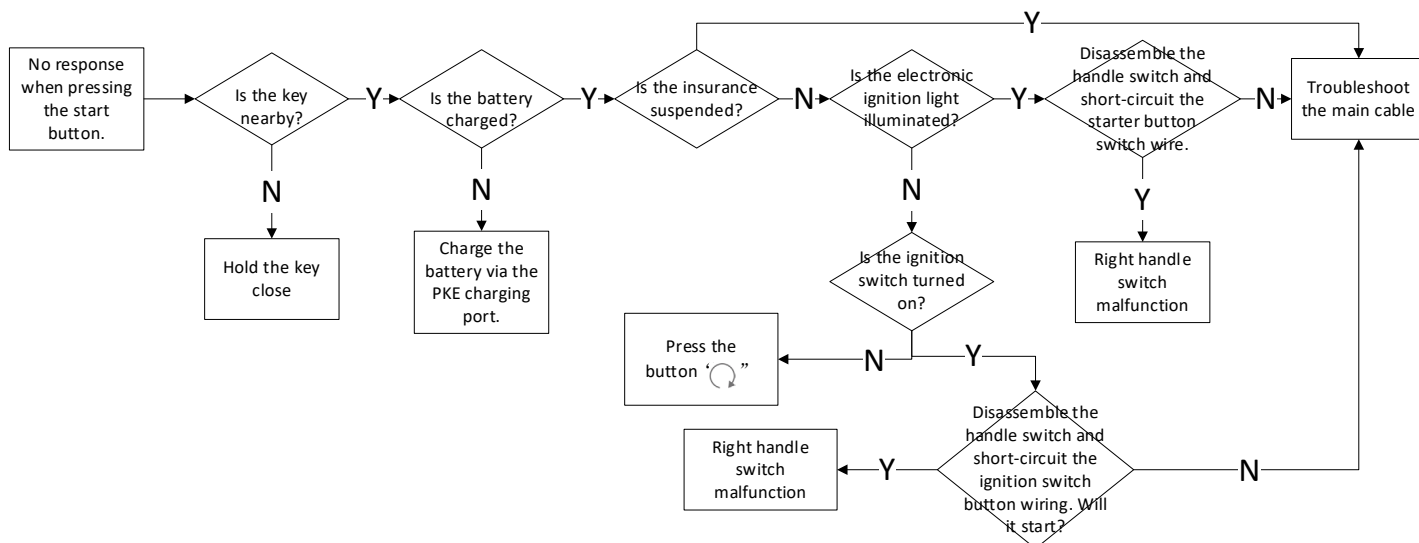 No response
when pressing
the start
button.
Is the key
nearby?
Y
N
Hold the key
close
Is the battery
charged?
Y
N
Charge the
battery via the
PKE charging
port.
Is the insurance
suspended?
Y
N
Is the electronic
ignition light
illuminated?
Y
N
Disassemble the
handle switch and
short-circuit the
starter button
switch wire.
N
Y
Troubleshoot
the main cable
Right handle
switch
malfunction
Is the ignition
switch turned
on?
N
Y
Press the
button ‘ ”
Disassemble the
handle switch and
short-circuit the
ignition switch
button wiring. Will
it start?
Y
N
Right handle
switch
malfunction